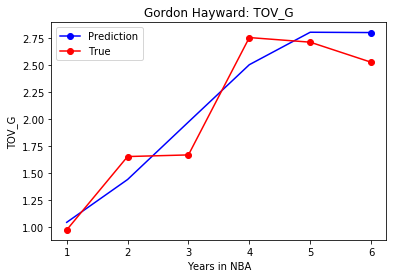 Gordon Hayward: TOV_G
Prediction
True
2.75
2.50
2.25
2.00
1.75
1.50
1.25
1.00
TOV_G
1 2 3 4 5 6
Years in NBA